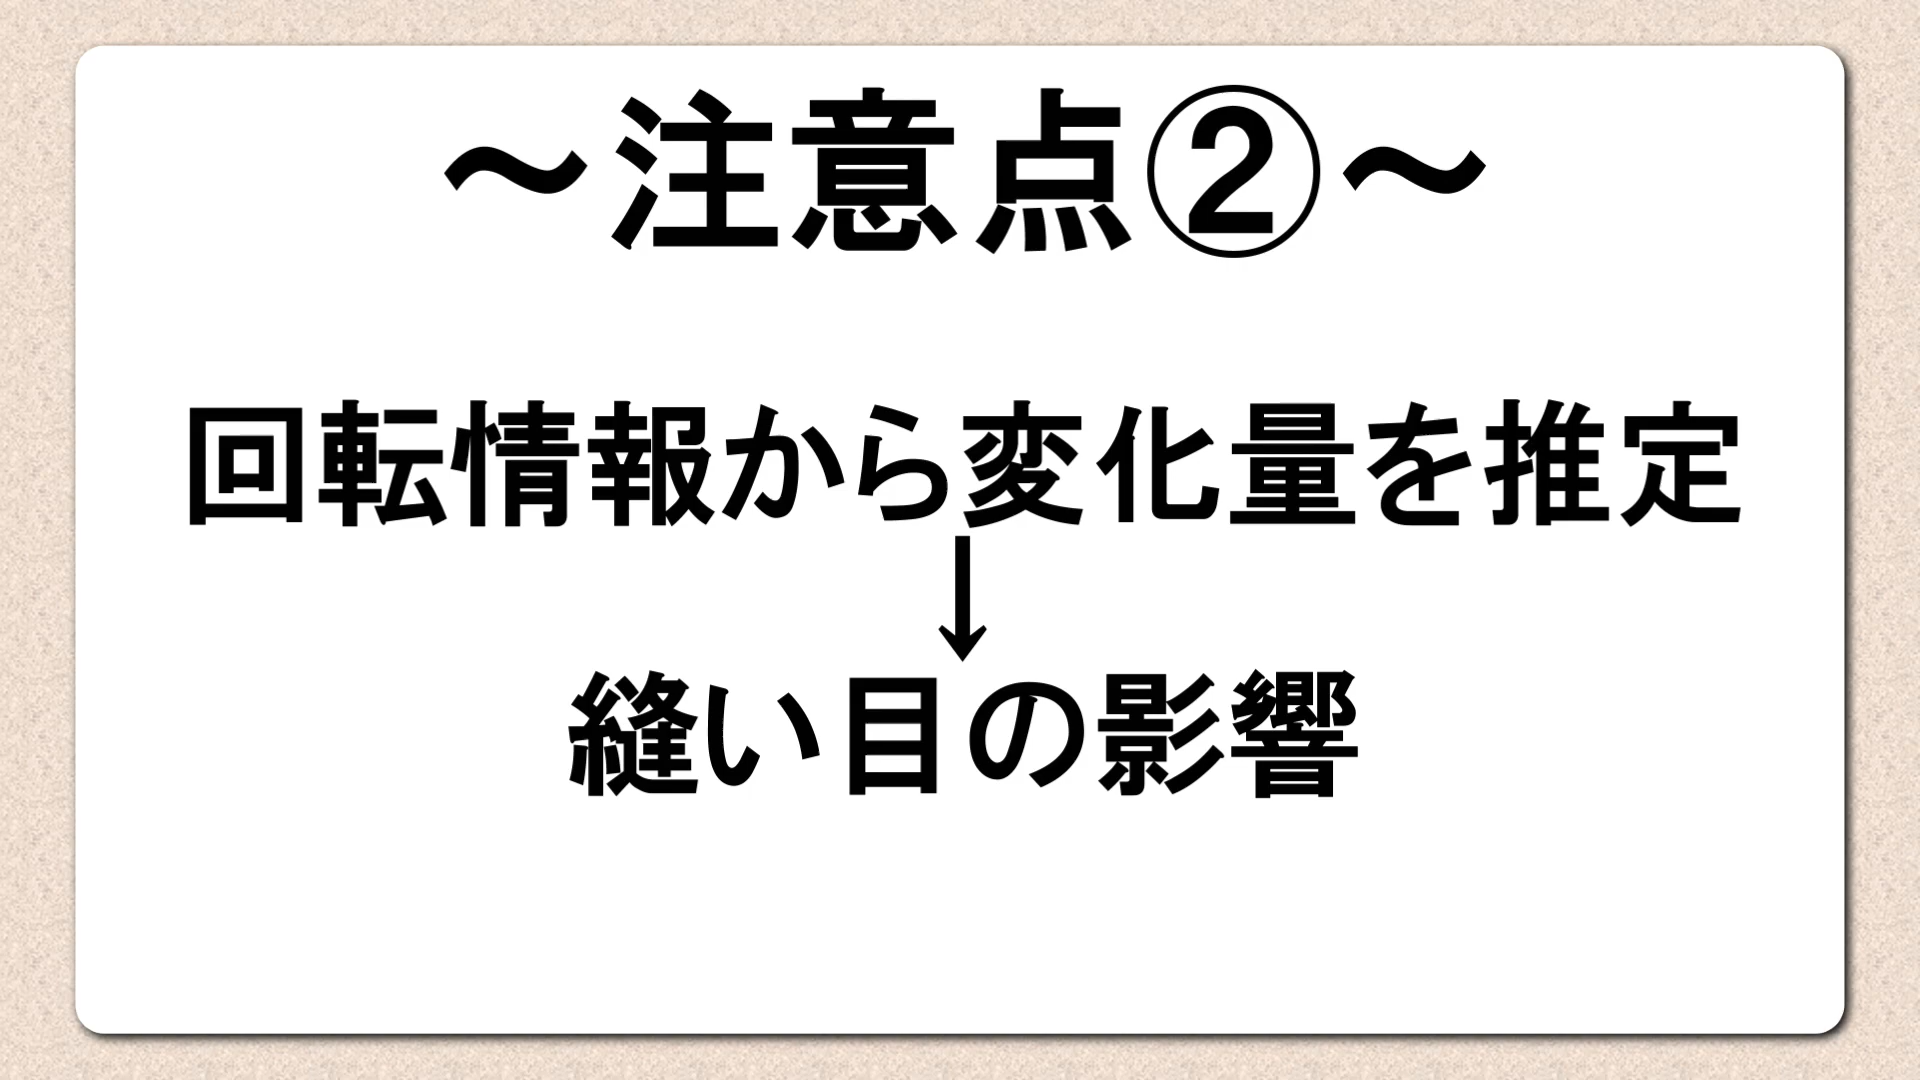 ～注意点②～
回転情報から変化量を推定
↓
縫い目の影響